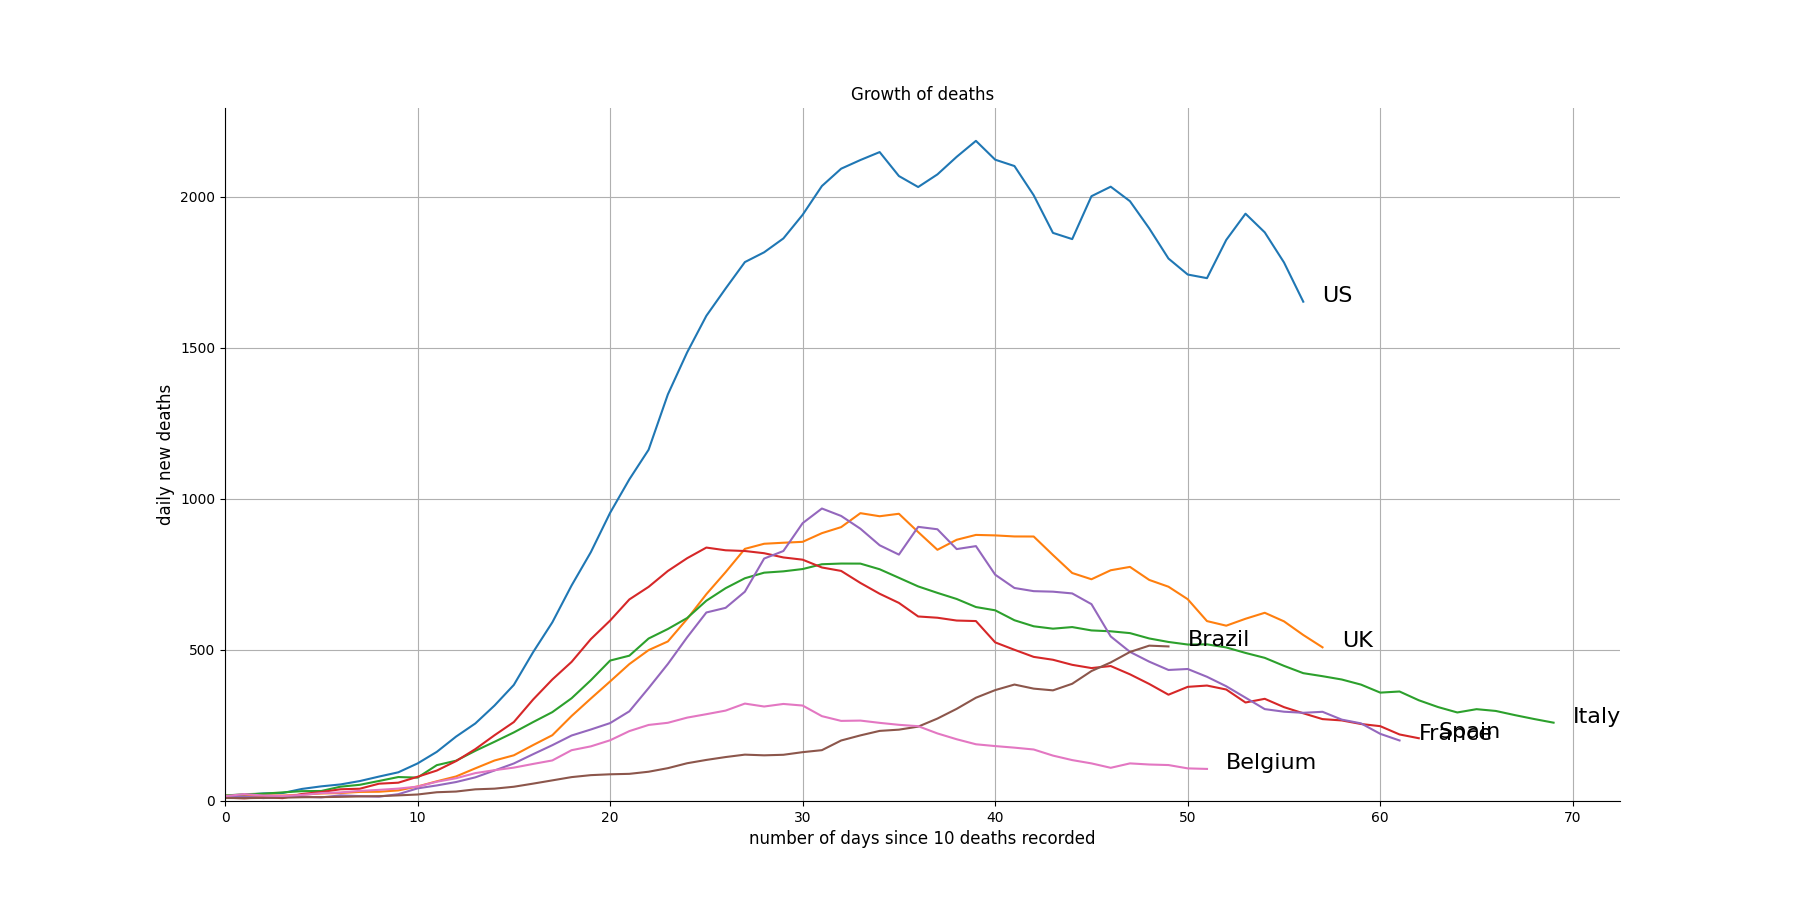 Growth of deaths
daily new deaths
2000
1500
1000
500
0
US
Brazil
UK
Italy
France
Spain
Belgium
0 10 20 30 40 50 60 70
number of days since 10 deaths recorded